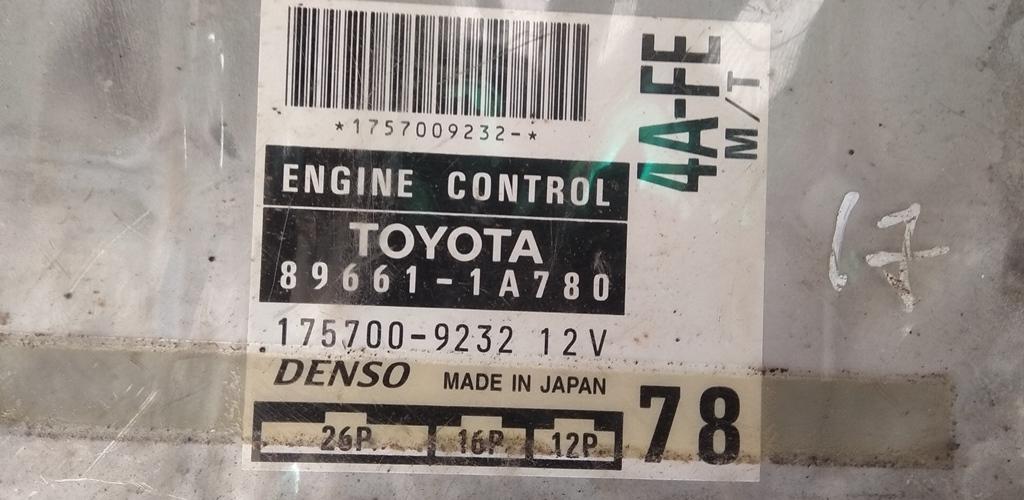 *1757009232-*
4A-FE
M/T
ENGINE CONTROL
TOYOTA
89661-1A780
175700-9232 12V
DENSO MADE IN JAPAN
26P 16P 12P
78
17